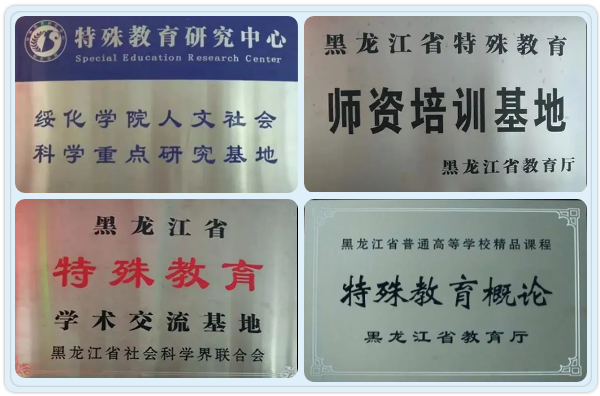 特殊教育研究中心
Special Education Research Center
绥化学院人文社会
科学重点研究基地
黑龙江省特殊教育
师资培训基地
黑龙江省教育厅
黑龙江省
特殊教育
学术交流基地
黑龙江省社会科学界联合会
黑龙江省普通高等学校精品课程
特殊教育概论
黑龙江省教育厅